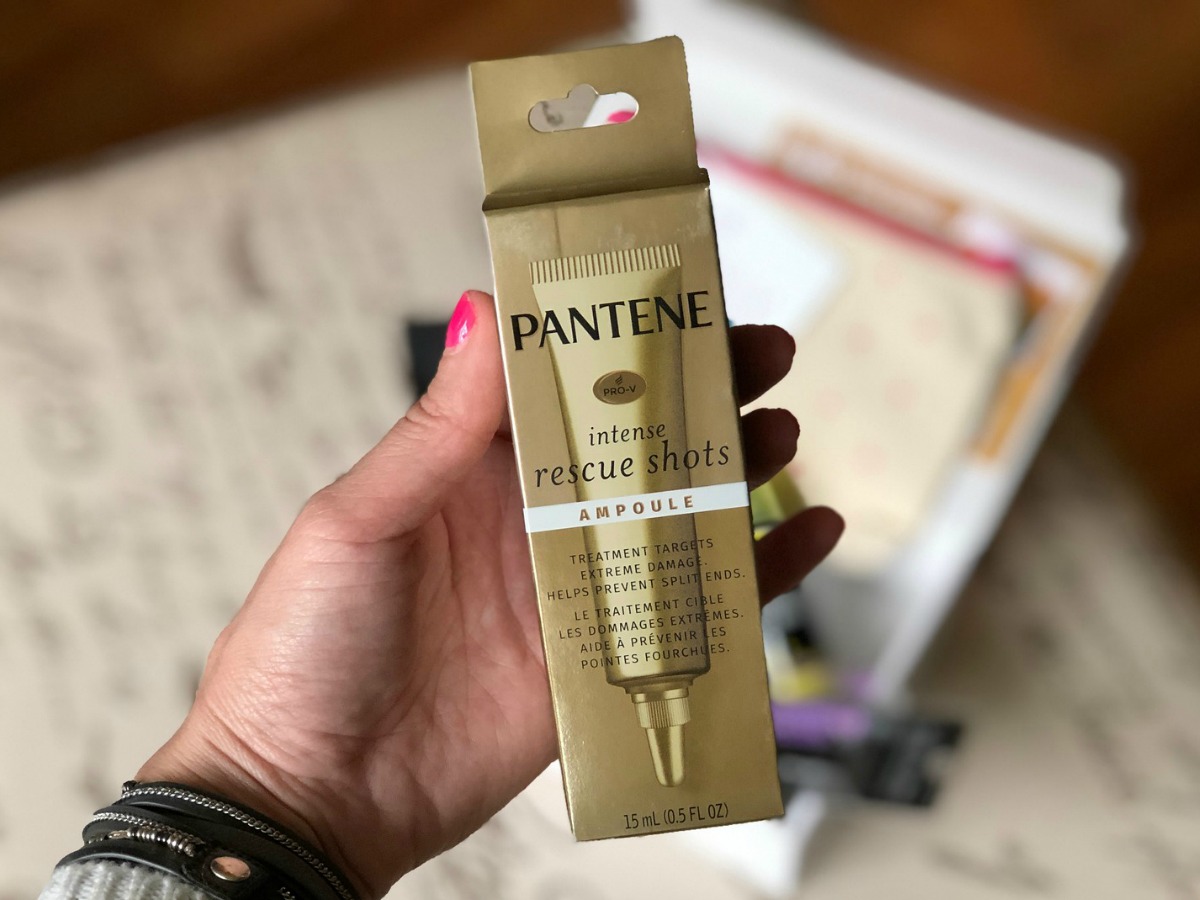 PANTENE
PRO-V
intense
rescue shots
AMPOULE
TREATMENT TARGETS
EXTREME DAMAGE.
HELPS PREVENT SPLIT ENDS.
LE TRAITEMENT CIBLE
LES DOMMAGES EXTRÊMES.
AIDE À PRÉVENIR LES
POINTES FOURCHUES.
15 mL (0.5 FL OZ)